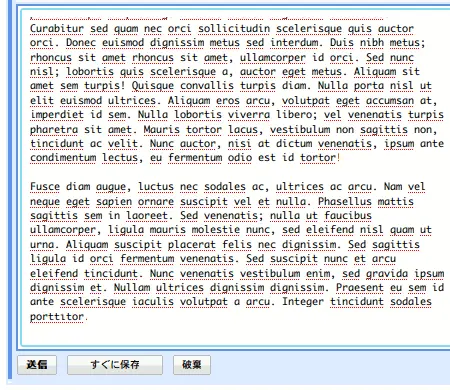 Curabitur sed quam nec orci sollicitudin scelerisque quis auctor
orci. Donec euismod dignissim metus sed interdum. Duis nibh metus;
rhoncus sit amet rhoncus sit amet, ullamcorper id orci. Sed nunc
nisl; lobortis quis scelerisque a, auctor eget metus. Aliquam sit
amet sem turpis! Quisque convallis turpis diam. Nulla porta nisl ut
elit euismod ultrices. Aliquam eros arcu, volutpat eget accumsan at,
imperdiet id sem. Nulla lobortis viverra libero; vel venenatis turpis
pharetra sit amet. Mauris tortor lacus, vestibulum non sagittis non,
tincidunt ac velit. Nunc auctor, nisi at dictum venenatis, ipsum ante
condimentum lectus, eu fermentum odio est id tortor!
Fusce diam augue, luctus nec sodales ac, ultrices ac arcu. Nam vel
neque eget sapien ornare suscipit vel et nulla. Phasellus mattis
sagittis sem in laoreet. Sed venenatis; nulla ut faucibus
ullamcorper, ligula mauris molestie nunc, sed eleifend nisl quam ut
urna. Aliquam suscipit placerat felis nec dignissim. Sed sagittis
ligula id orci fermentum venenatis. Sed suscipit nunc et arcu
eleifend tincidunt. Nunc venenatis vestibulum enim, sed gravida ipsum
dignissim et. Nullam ultrices dignissim dignissim. Praesent eu sem id
ante scelerisque iaculis volutpat a arcu. Integer tincidunt sodales
porttitor.
送信 すぐに保存 破棄